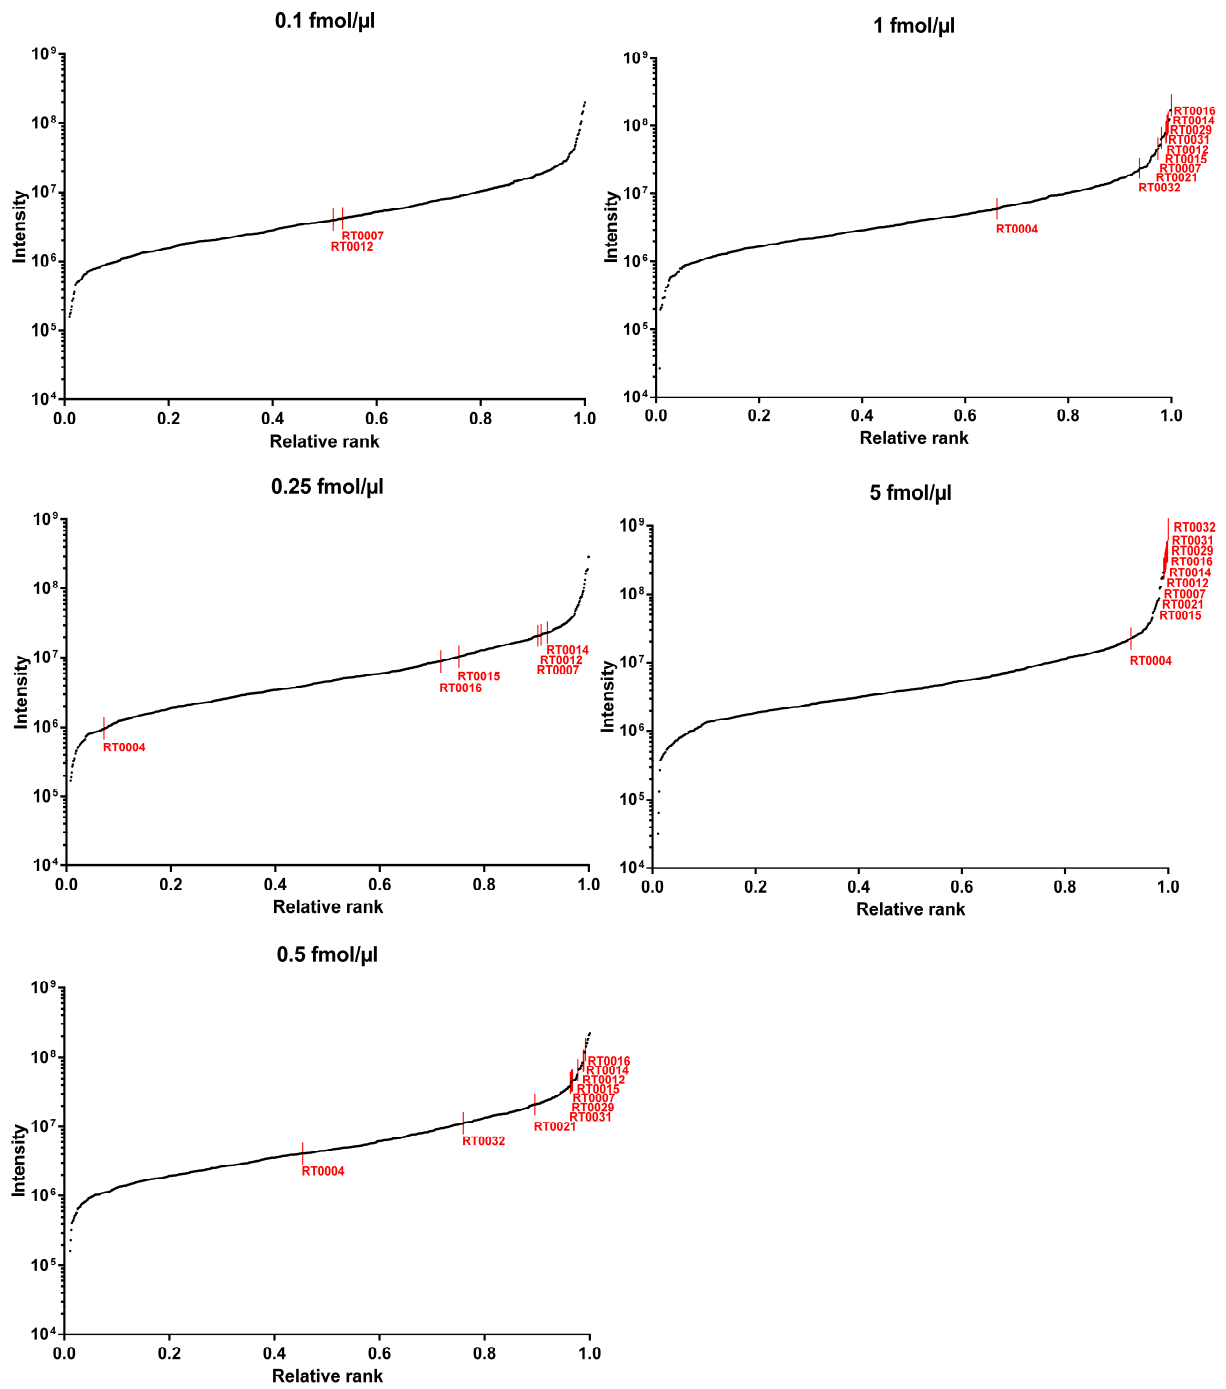 0.1 fmol/µl
10⁹
10⁸
10⁷
10⁶
10⁵
10⁴
Intensity
RT0007
RT0012
0.0 0.2 0.4 0.6 0.8 1.0
Relative rank
1 fmol/µl
10⁹
10⁸
10⁷
10⁶
10⁵
10⁴
Intensity
RT0016
RT0014
RT0029
RT0031
RT0012
RT0015
RT0007
RT0021
RT0032
RT0004
0.0 0.2 0.4 0.6 0.8 1.0
Relative rank
0.25 fmol/µl
10⁹
10⁸
10⁷
10⁶
10⁵
10⁴
Intensity
RT0014
RT0012
RT0007
RT0015
RT0016
RT0004
0.0 0.2 0.4 0.6 0.8 1.0
Relative rank
5 fmol/µl
10⁹
10⁸
10⁷
10⁶
10⁵
10⁴
Intensity
RT0032
RT0031
RT0029
RT0016
RT0014
RT0012
RT0007
RT0021
RT0015
RT0004
0.0 0.2 0.4 0.6 0.8 1.0
Relative rank
0.5 fmol/µl
10⁹
10⁸
10⁷
10⁶
10⁵
10⁴
Intensity
RT0016
RT0014
RT0012
RT0015
RT0007
RT0029
RT0031
RT0021
RT0032
RT0004
0.0 0.2 0.4 0.6 0.8 1.0
Relative rank